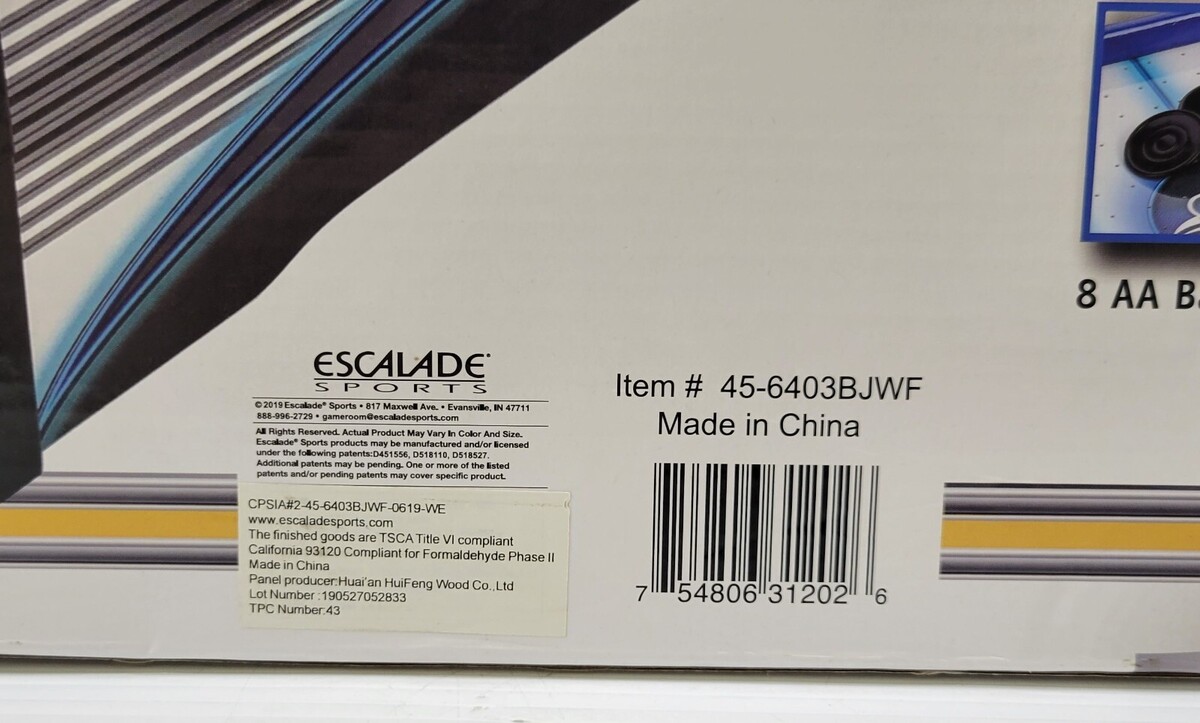 8 AA
ESCALADE®
SPORTS
©2019 Escalade® Sports • 817 Maxwell Ave. • Evansville, IN 47711
888-996-2729 • gameroom@escaladesports.com
All Rights Reserved. Actual Product May Vary In Color And Size.
Escalade® Sports products may be manufactured and/or licensed
under the following patents:D451556, D518110, D518527.
Additional patents may be pending. One or more of the listed
patents and/or pending patents may cover specific product.
Item # 45-6403BJWF
Made in China
CPSIA#2-45-6403BJWF-0619-WE
www.escaladesports.com
The finished goods are TSCA Title VI compliant
California 93120 Compliant for Formaldehyde Phase II
Made in China
Panel producer:Huai'an HuiFeng Wood Co.,Ltd
Lot Number :190527052833
TPC Number:43
7 54806 31202 6